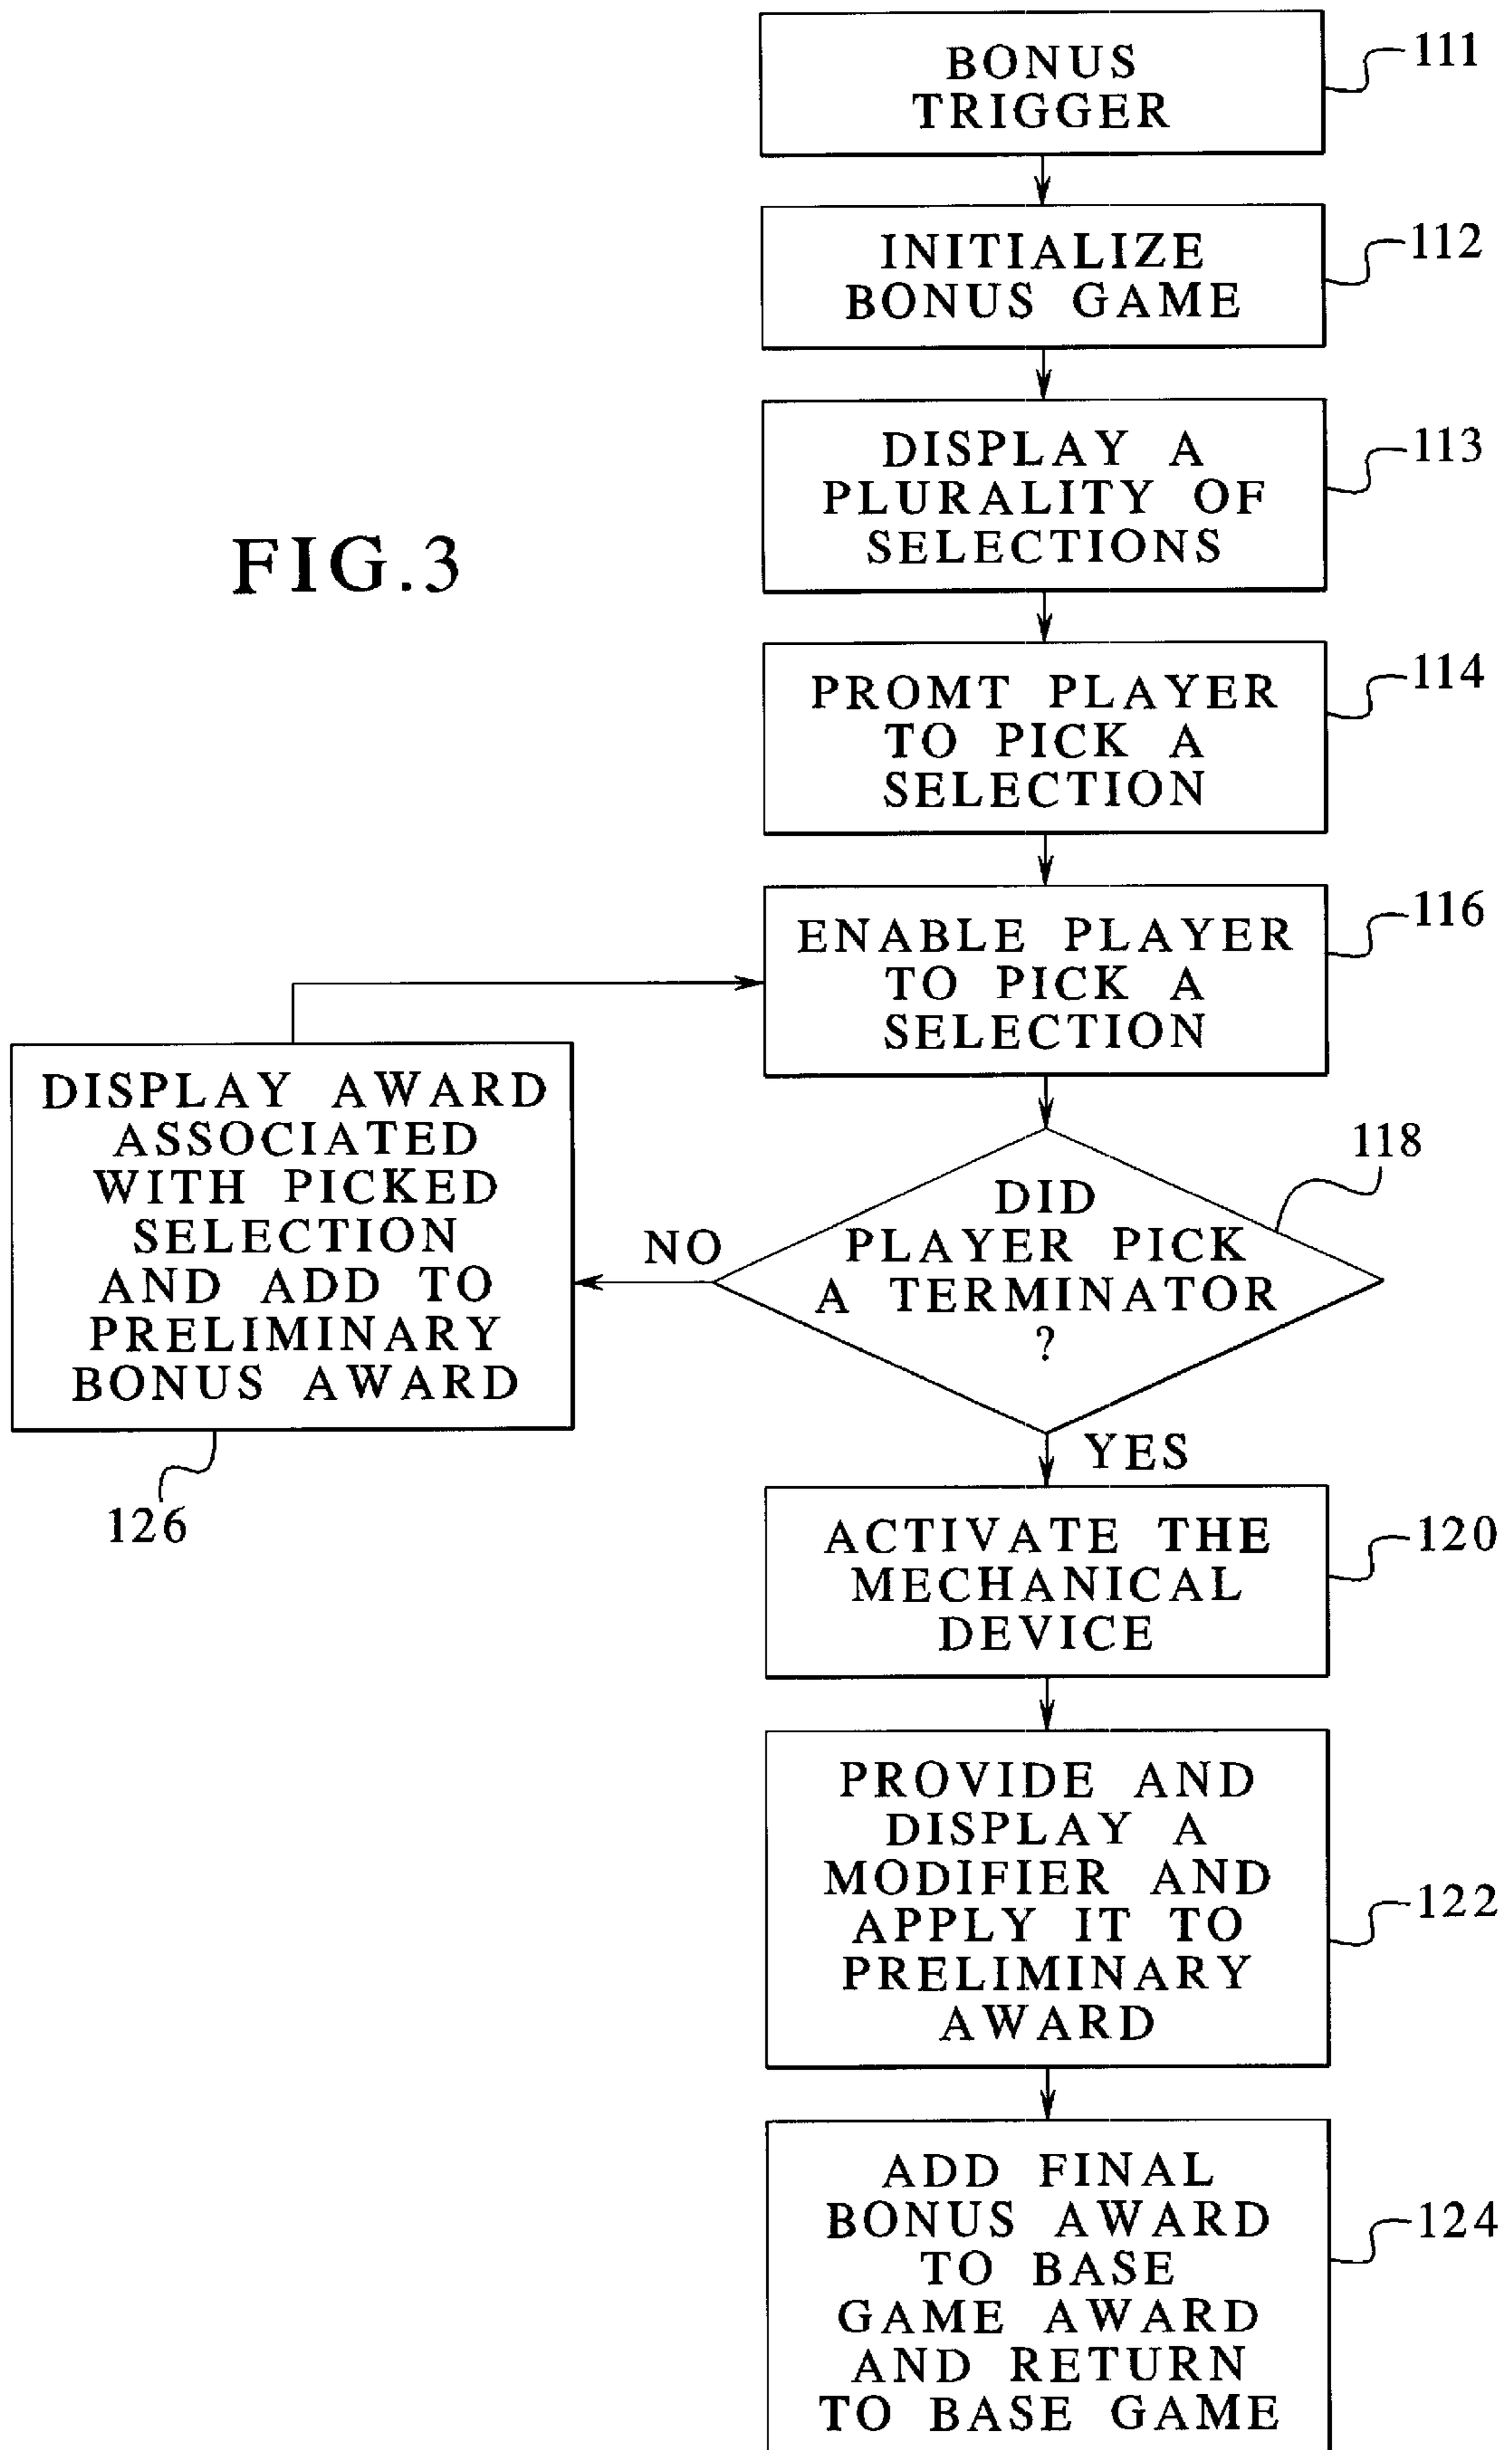 BONUS
TRIGGER
111
INITIALIZE
BONUS GAME
112
DISPLAY A
PLURALITY OF
SELECTIONS
113
FIG.3
PROMT PLAYER
TO PICK A
SELECTION
114
ENABLE PLAYER
TO PICK A
SELECTION
116
DID
PLAYER PICK
A TERMINATOR
?
118
NO
DISPLAY AWARD
ASSOCIATED
WITH PICKED
SELECTION
AND ADD TO
PRELIMINARY
BONUS AWARD
126
YES
ACTIVATE THE
MECHANICAL
DEVICE
120
PROVIDE AND
DISPLAY A
MODIFIER AND
APPLY IT TO
PRELIMINARY
AWARD
122
ADD FINAL
BONUS AWARD
TO BASE
GAME AWARD
AND RETURN
TO BASE GAME
124